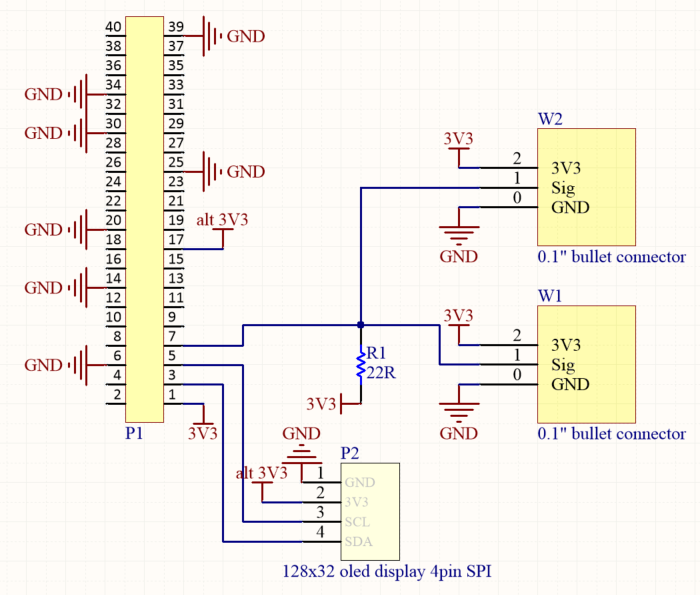 40 39 GND
38 37
36 35
GND 34 33
32 31
GND 30 29
28 27
26 25 GND
24 23
22 21
GND 20 19 alt 3V3
18 17
16 15
GND 14 13
12 11
10 9
8 7
GND 6 5
4 3
2 1
P1
3V3
W2
3V3
2 3V3
1 Sig
0 GND
GND
0.1" bullet connector
W1
3V3
2 3V3
1 Sig
0 GND
GND
0.1" bullet connector
R1
22R
3V3
GND
P2
alt 3V3
1 GND
2 3V3
3 SCL
4 SDA
128x32 oled display 4pin SPI